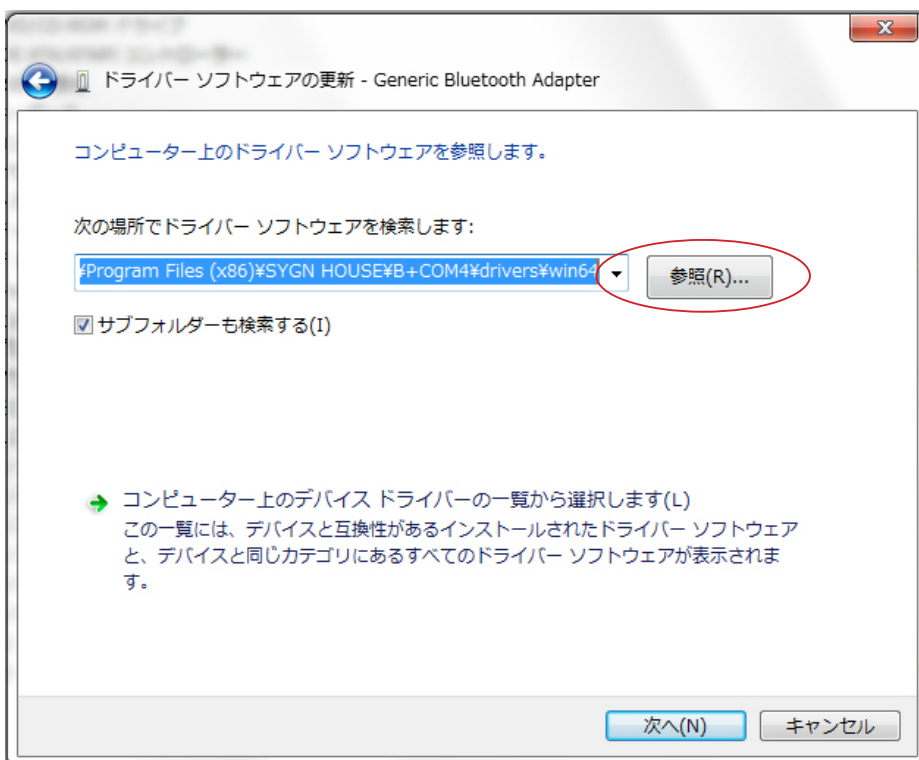 ドライバー ソフトウェアの更新 - Generic Bluetooth Adapter
コンピューター上のドライバー ソフトウェアを参照します。
次の場所でドライバー ソフトウェアを検索します:
¥Program Files (x86)¥SYGN HOUSE¥B+COM4¥drivers¥win64
参照(R)...
サブフォルダーも検索する(I)
コンピューター上のデバイス ドライバーの一覧から選択します(L)
この一覧には、デバイスと互換性があるインストールされたドライバー ソフトウェア
と、デバイスと同じカテゴリにあるすべてのドライバー ソフトウェアが表示されま
す。
次へ(N)
キャンセル